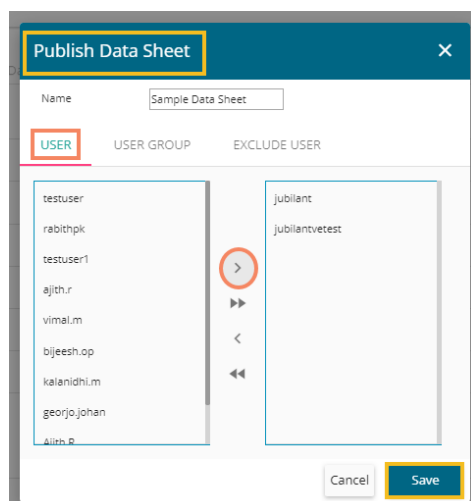 Publish Data Sheet
Name Sample Data Sheet
USER USER GROUP EXCLUDE USER
testuser
rabithpk
testuser1
ajith.r
vimal.m
bijeesh.op
kalanidhi.m
georjo.johan
Ajith R
jubilant
jubilantvetest
Cancel Save